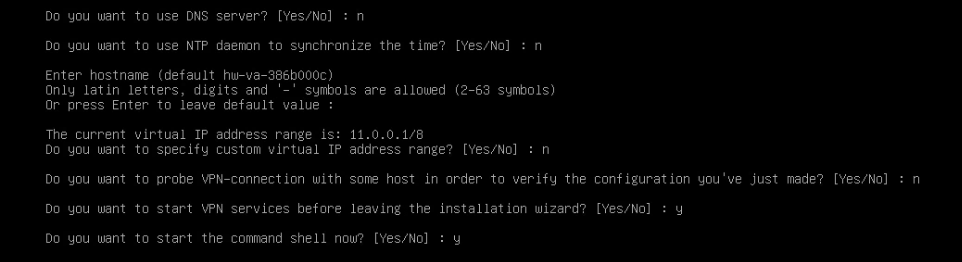 Do you want to use DNS server? [Yes/No] : n
Do you want to use NTP daemon to synchronize the time? [Yes/No] : n
Enter hostname (default hw-va-386b000c)
Only latin letters, digits and '-' symbols are allowed (2-63 symbols)
Or press Enter to leave default value :
The current virtual IP address range is: 11.0.0.1/8
Do you want to specify custom virtual IP address range? [Yes/No] : n
Do you want to probe VPN-connection with some host in order to verify the configuration you've just made? [Yes/No] : n
Do you want to start VPN services before leaving the installation wizard? [Yes/No] : y
Do you want to start the command shell now? [Yes/No] : y